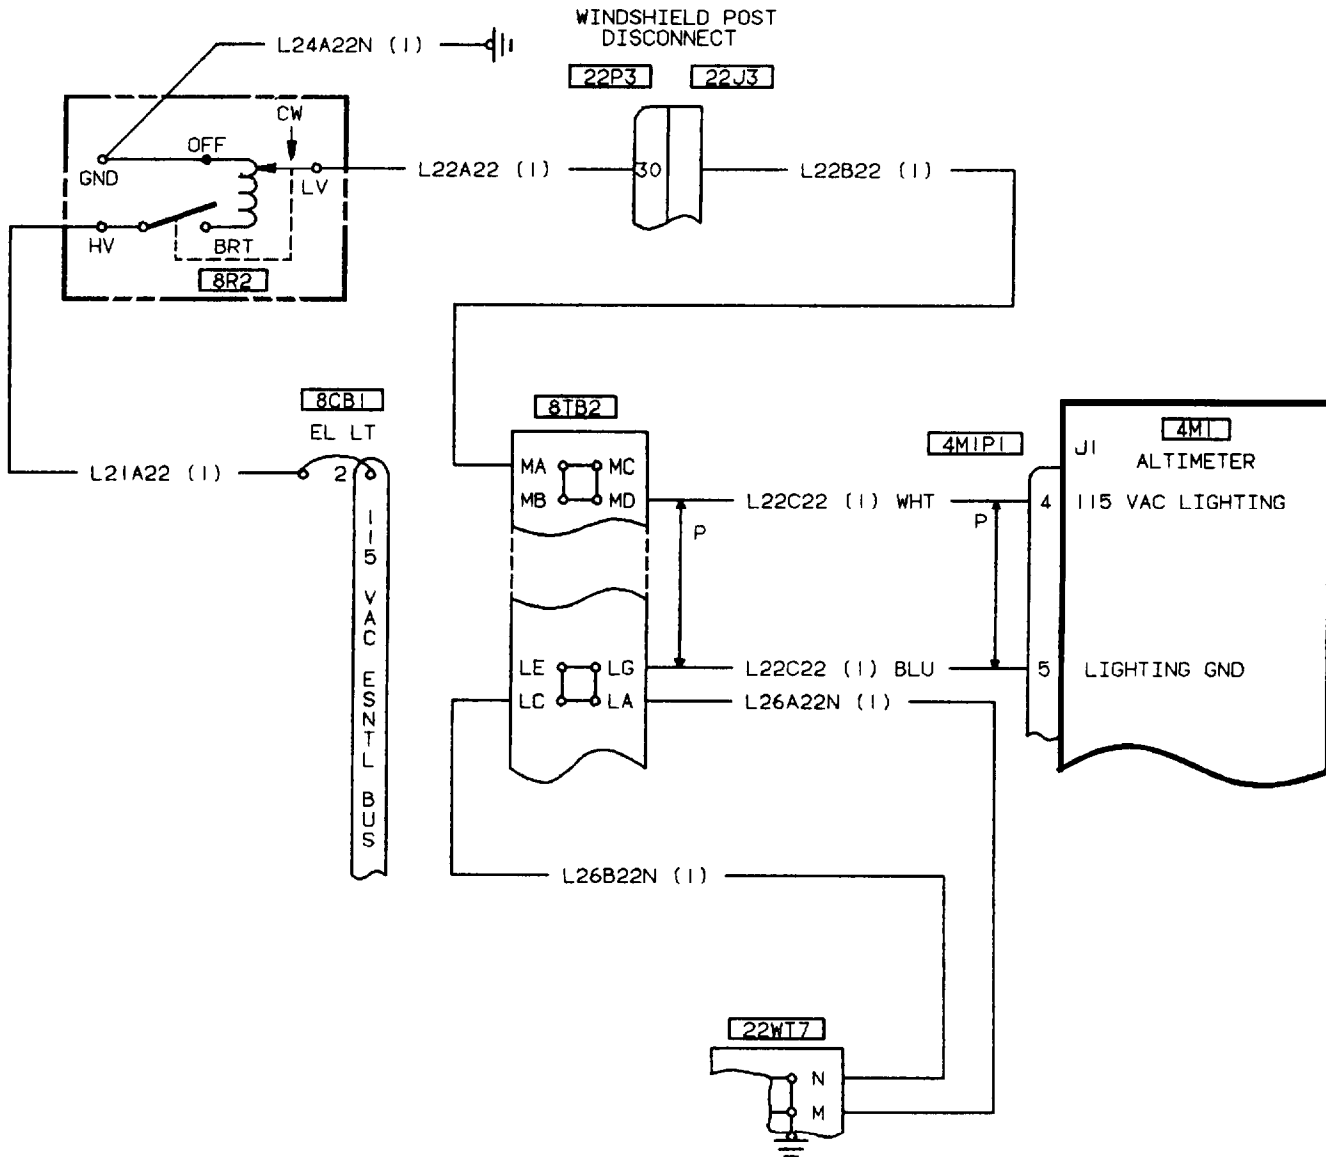 WINDSHIELD POST
DISCONNECT
L24A22N (1)
22P3
22J3
CW
OFF
GND
LV
L22A22 (1)
30
L22B22 (1)
HV
BRT
8R2
8CB1
EL LT
L21A22 (1)
2
115 VAC ESNTL BUS
8TB2
MA
MC
MB
MD
4M1P1
J1
4M1
ALTIMETER
L22C22 (1) WHT
4
115 VAC LIGHTING
P
P
LE
LG
L22C22 (1) BLU
5
LIGHTING GND
LC
LA
L26A22N (1)
L26B22N (1)
22WT7
N
M